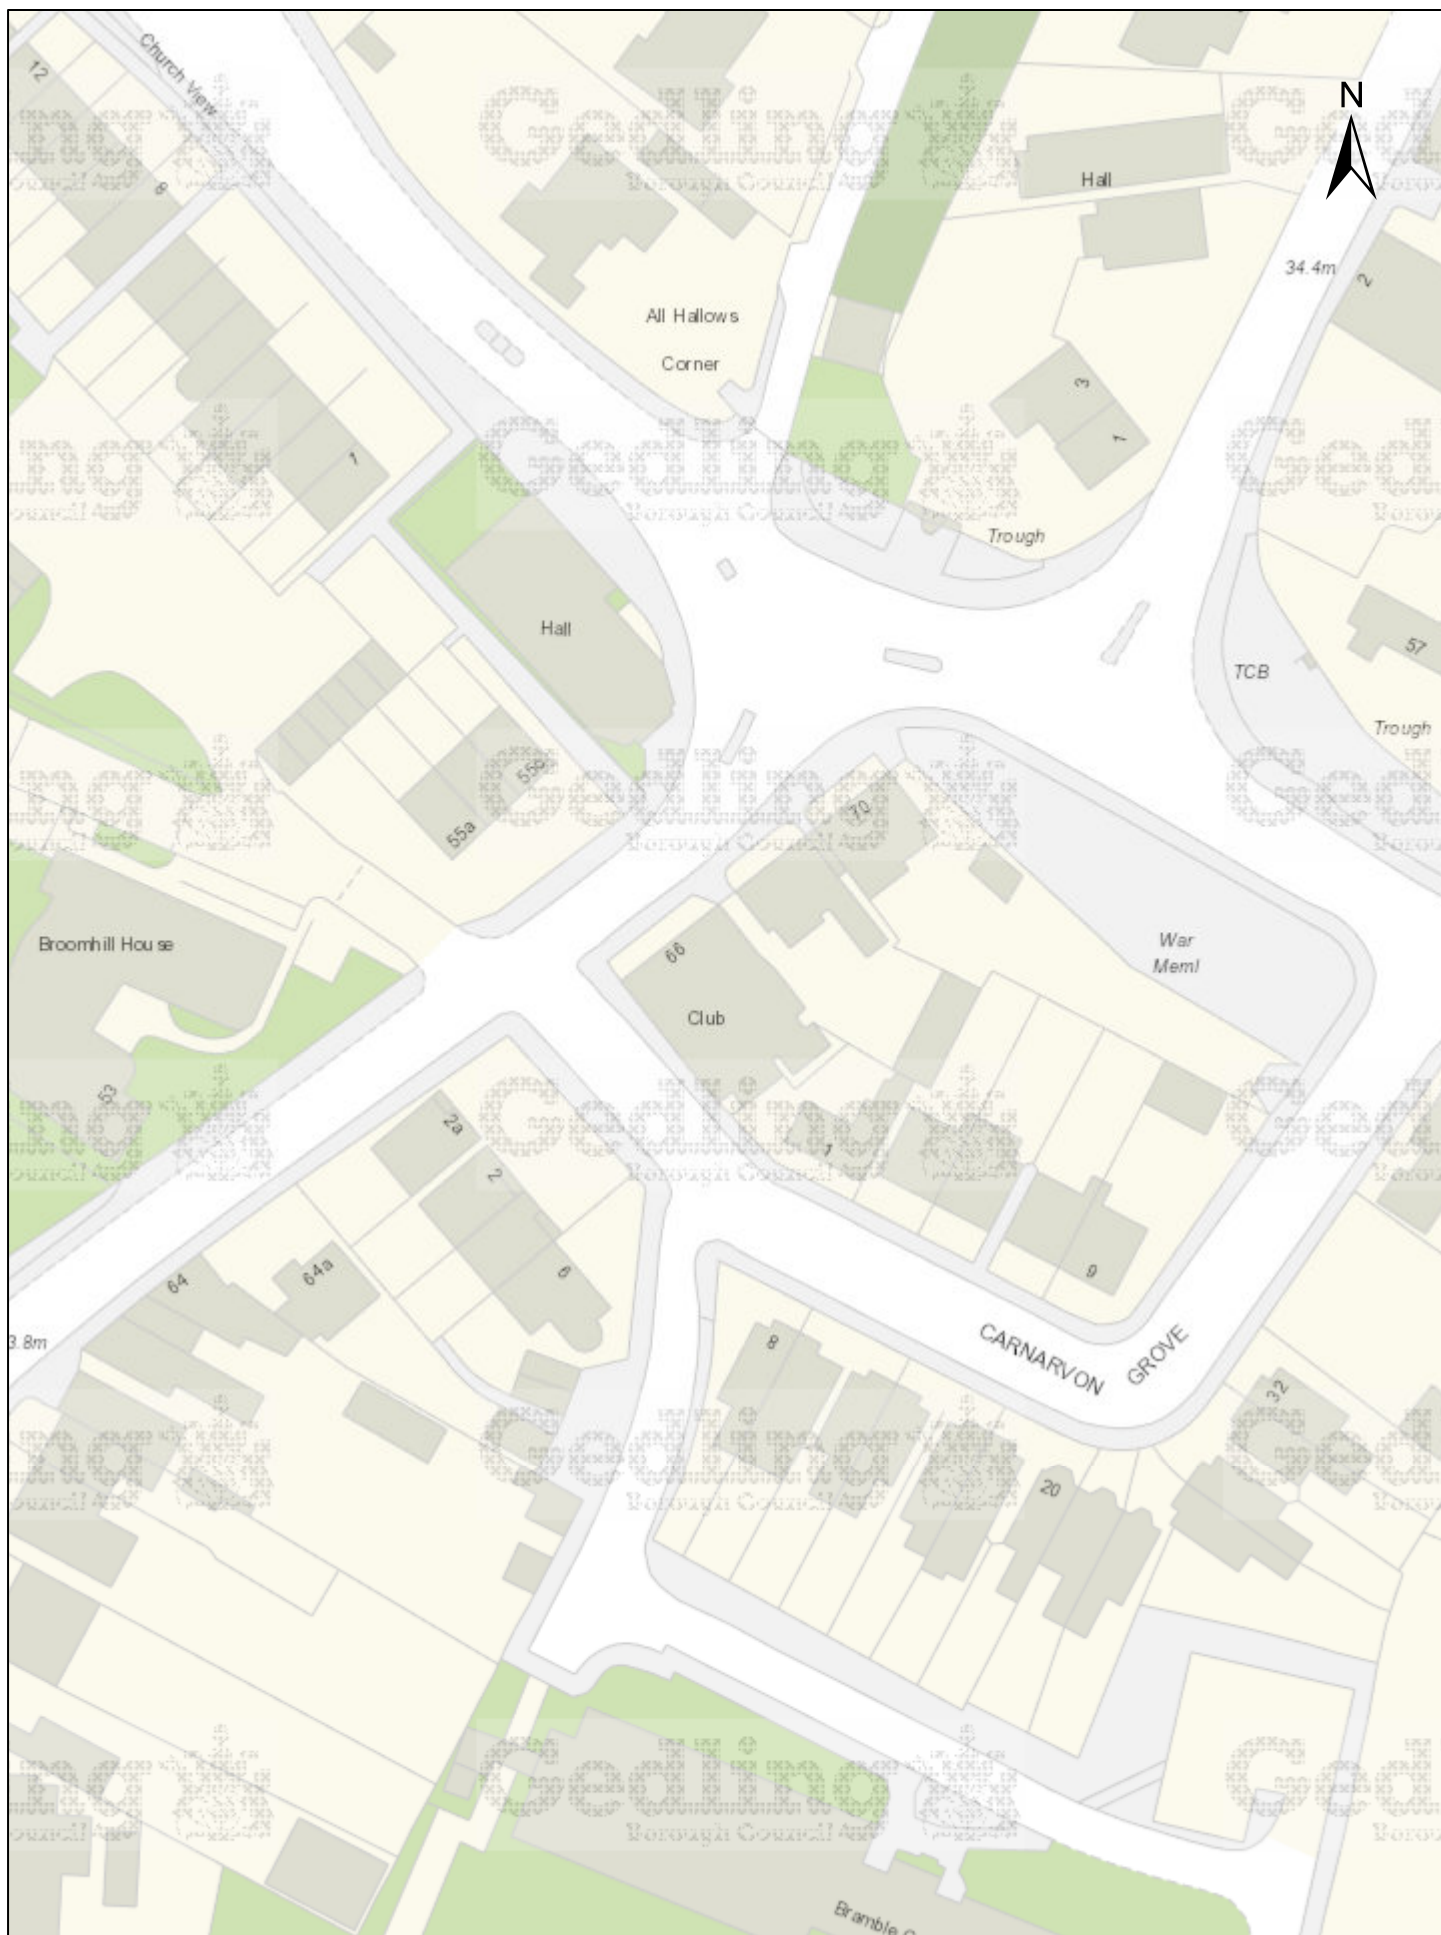 Church View
12
N
8
Hall
34.4m
2
All Hallows
Corner
3
1
1
Trough
Hall
57
TCB
Trough
55c
70
55a
Broomhill House
War
Meml
66
Club
53
2a
1
2
64
64a
6
9
3.8m
8
CARNARVON
GROVE
32
20
Bramble
Gedling
Borough Council